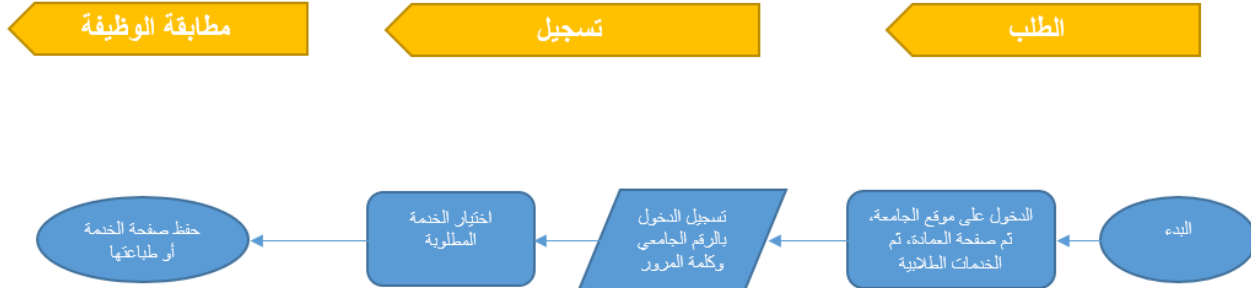 الطلب
تسجيل
مطابقة الوظيفة
البدء
الدخول على موقع الجامعة،
ثم صفحة العمادة، ثم
الخدمات الطلابية
تسجيل الدخول
بالرقم الجامعي
وكلمة المرور
اختيار الخدمة
المطلوبة
حفظ صفحة الخدمة
أو طباعتها